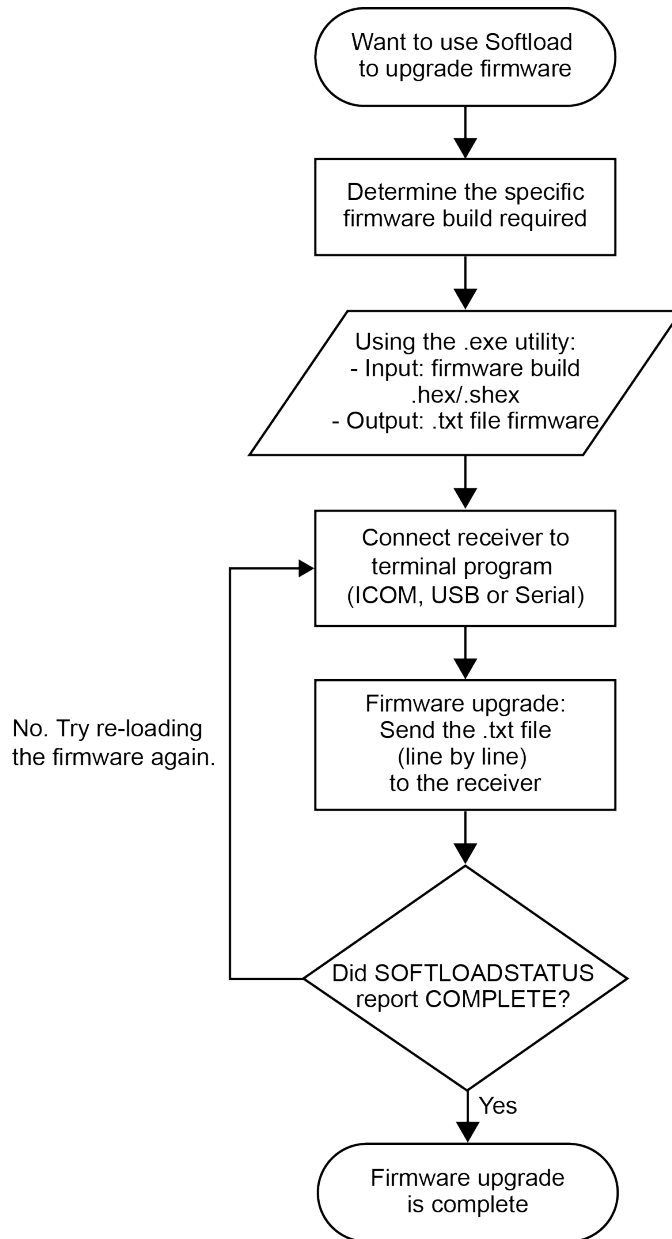 Want to use Softload
to upgrade firmware
Determine the specific
firmware build required
Using the .exe utility:
- Input: firmware build
.hex/.shex
- Output: .txt file firmware
Connect receiver to
terminal program
(ICOM, USB or Serial)
Firmware upgrade:
Send the .txt file
(line by line)
to the receiver
No. Try re-loading
the firmware again.
Did SOFTLOADSTATUS
report COMPLETE?
Yes
Firmware upgrade
is complete